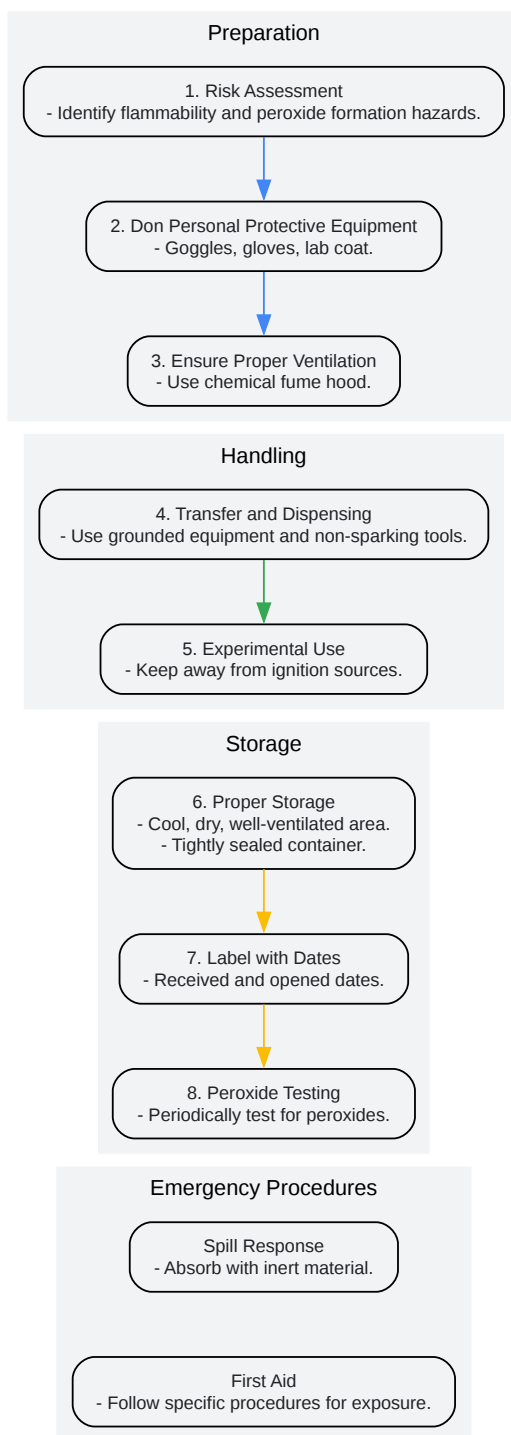 Preparation
1. Risk Assessment
- Identify flammability and peroxide formation hazards.
2. Don Personal Protective Equipment
- Goggles, gloves, lab coat.
3. Ensure Proper Ventilation
- Use chemical fume hood.
Handling
4. Transfer and Dispensing
- Use grounded equipment and non-sparking tools.
5. Experimental Use
- Keep away from ignition sources.
Storage
6. Proper Storage
- Cool, dry, well-ventilated area.
- Tightly sealed container.
7. Label with Dates
- Received and opened dates.
8. Peroxide Testing
- Periodically test for peroxides.
Emergency Procedures
Spill Response
- Absorb with inert material.
First Aid
- Follow specific procedures for exposure.